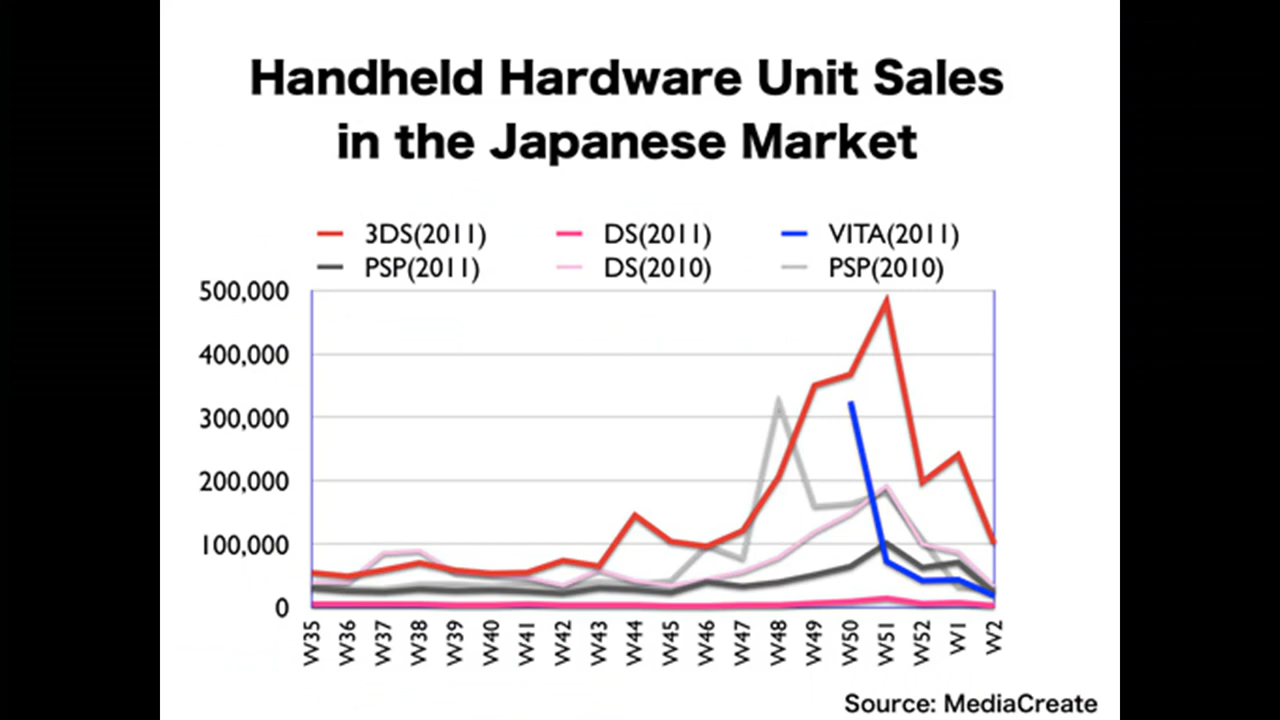 Handheld Hardware Unit Sales
in the Japanese Market
3DS(2011) DS(2011) VITA(2011)
PSP(2011) DS(2010) PSP(2010)
500,000
400,000
300,000
200,000
100,000
0
W35 W36 W37 W38 W39 W40 W41 W42 W43 W44 W45 W46 W47 W48 W49 W50 W51 W52 W1 W2
Source: MediaCreate